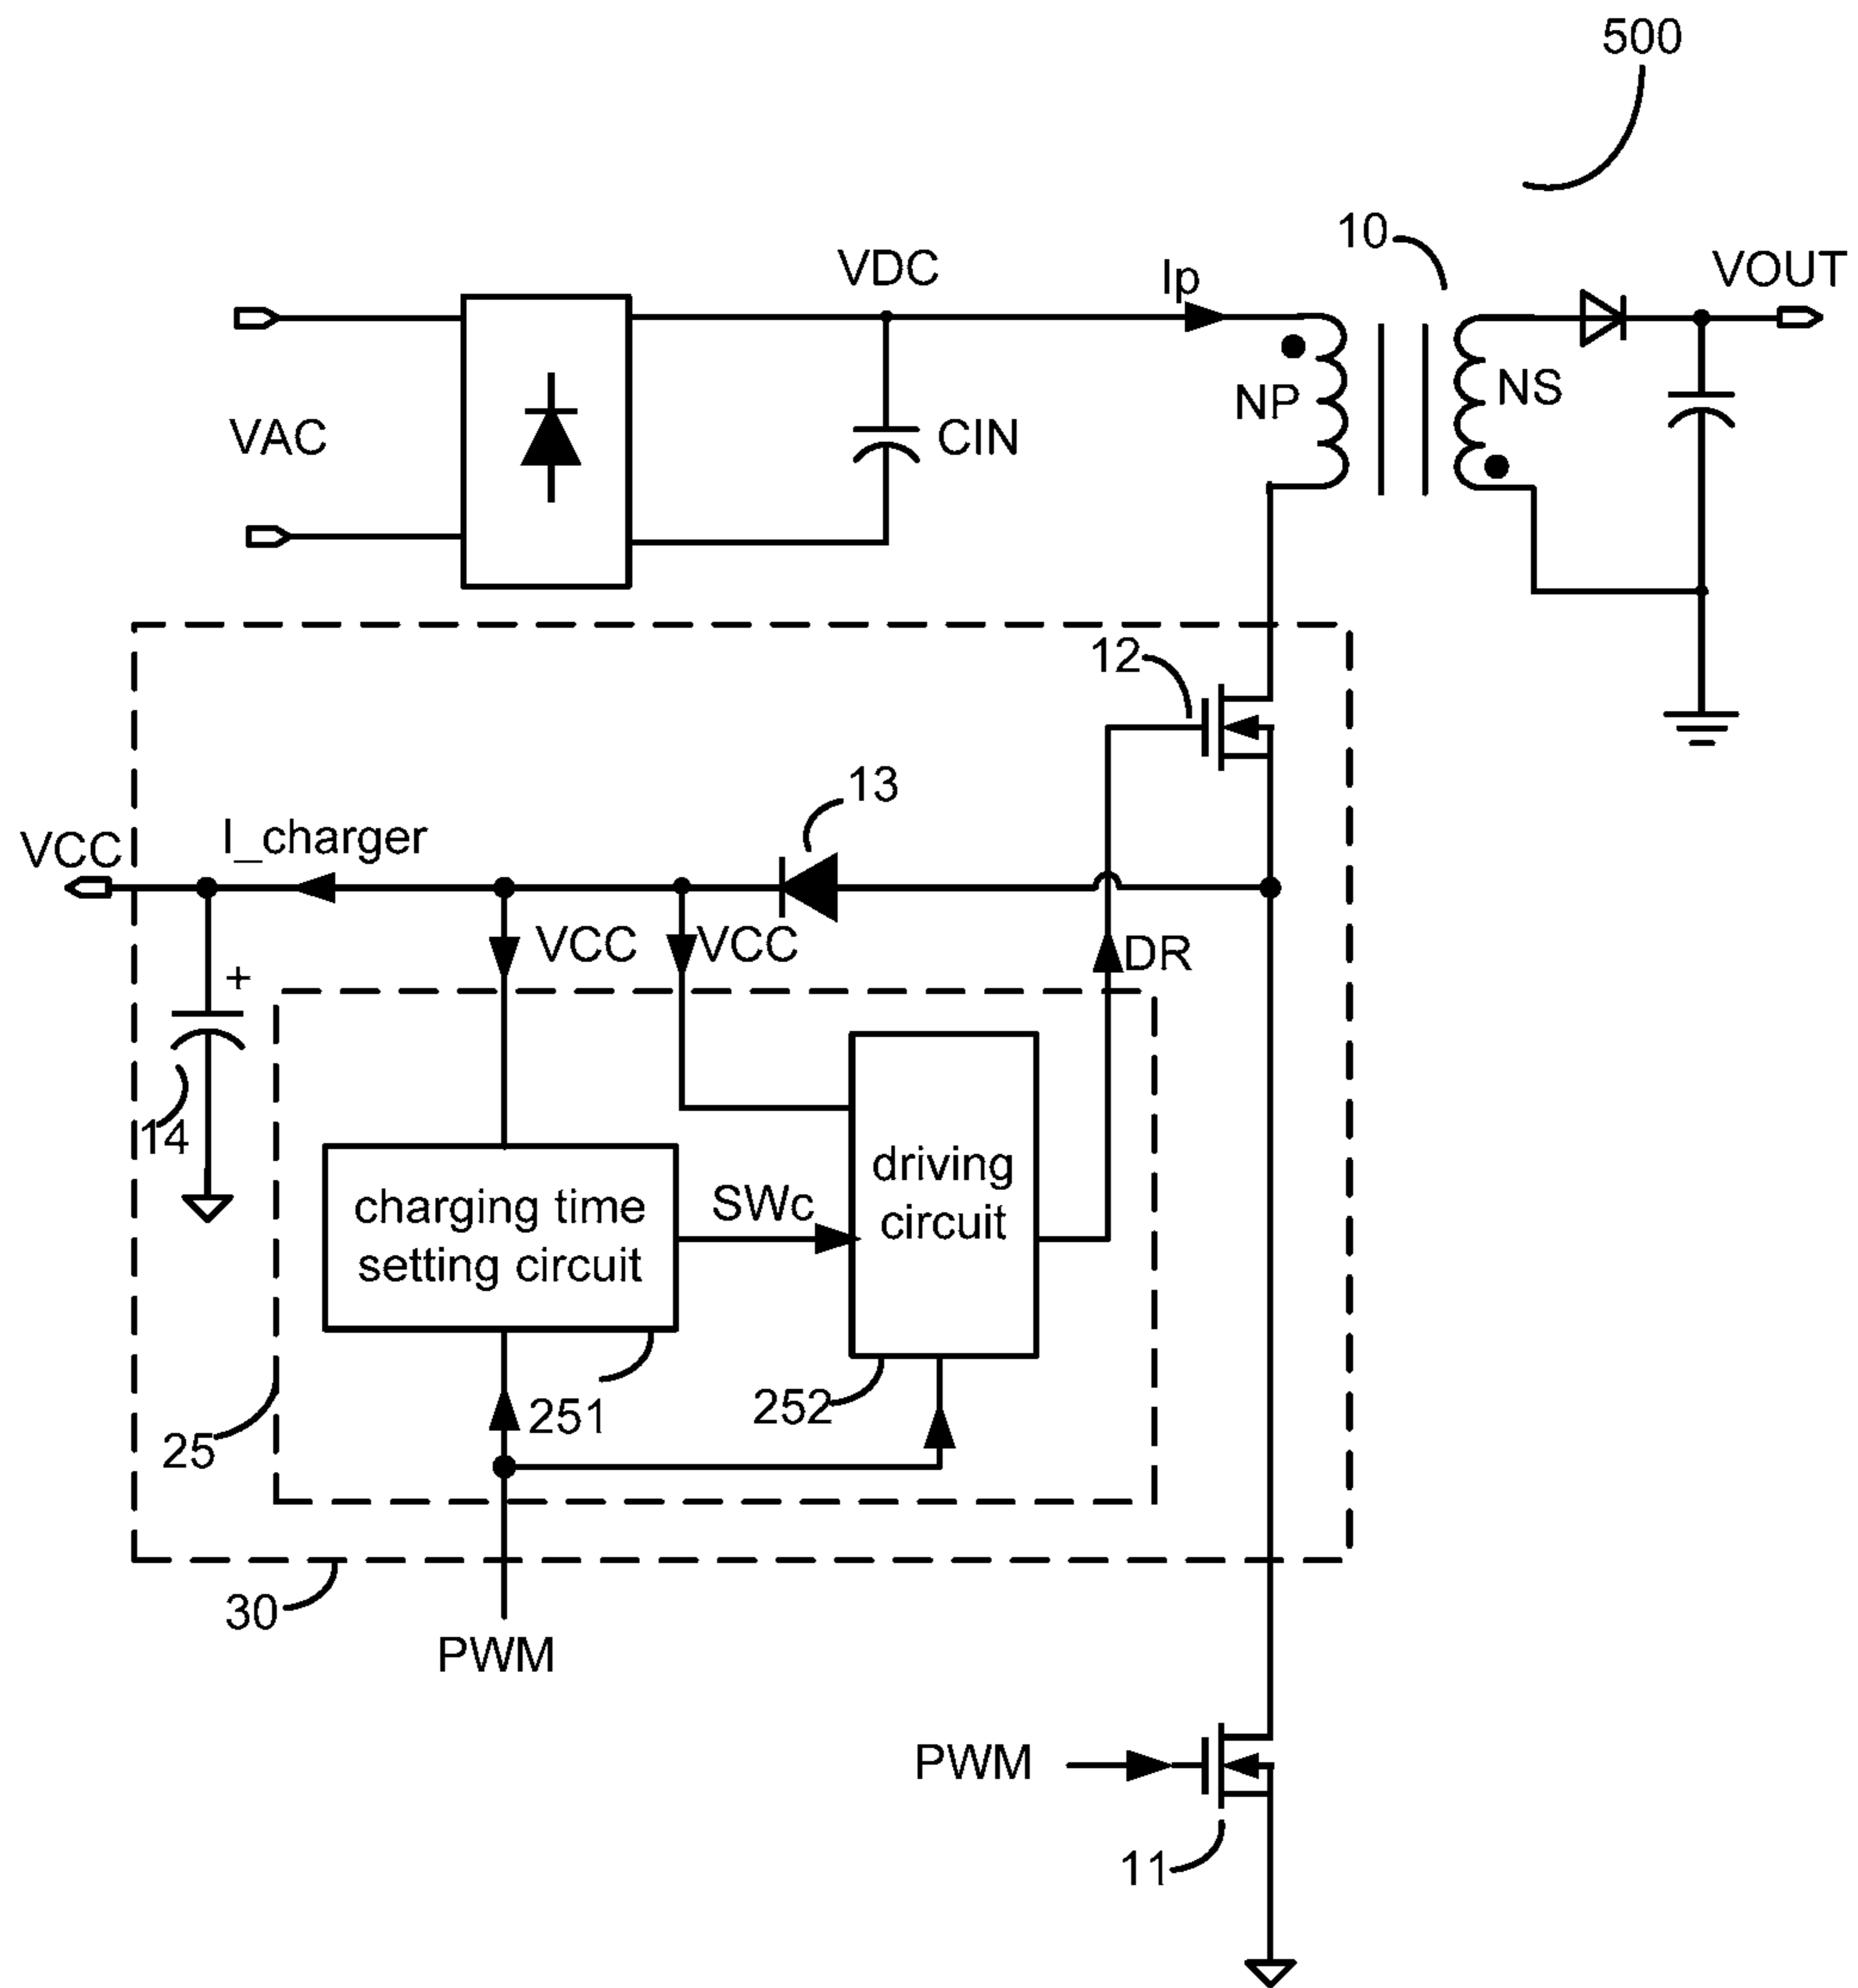 500
10
VDC
Ip
VOUT
NP
NS
VAC
CIN
12
13
VCC
I_charger
VCC
VCC
DR
+
14
driving
circuit
charging time
setting circuit
SWc
251
252
25
30
PWM
PWM
11